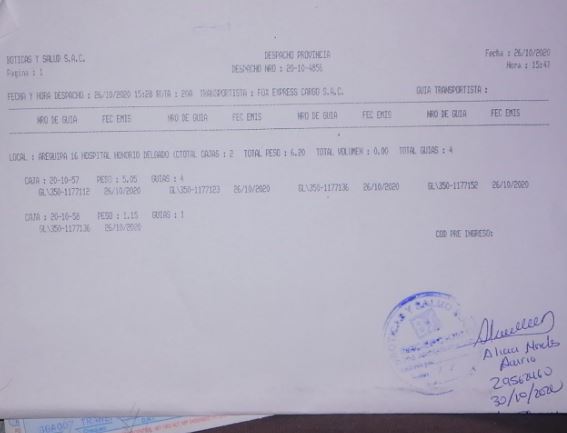 BOTICAS Y SALUD S.A.C. DESPACHO PROVINCIA Fecha : 26/10/2020
Pagina : 1 DESPACHO NRO : 20-10-4856 Hora : 15:47
FECHA Y HORA DESPACHO : 26/10/2020 15:28 RUTA : 20A TRANSPORTISTA : FOX EXPRESS CARGO S.A.C. GUIA TRANSPORTISTA :
NRO DE GUIA FEC EMIS NRO DE GUIA FEC EMIS NRO DE GUIA FEC EMIS NRO DE GUIA FEC EMIS
LOCAL : AREQUIPA 16 HOSPITAL HONORIO DELGADO (CTOTAL CAJAS : 2 TOTAL PESO : 6.20 TOTAL VOLUMEN : 0.00 TOTAL GUIAS : 4
CAJA : 20-10-57 PESO : 5.05 GUIAS : 4
GL\350-1177112 26/10/2020 GL\350-1177123 26/10/2020 GL\350-1177136 26/10/2020 GL\350-1177152 26/10/2020
CAJA : 20-10-58 PESO : 1.15 GUIAS : 1
GL\350-1177136 26/10/2020
COD PRE INGRESO:
BOTICAS Y SALUD
Alicia
29562460
30/10/2020